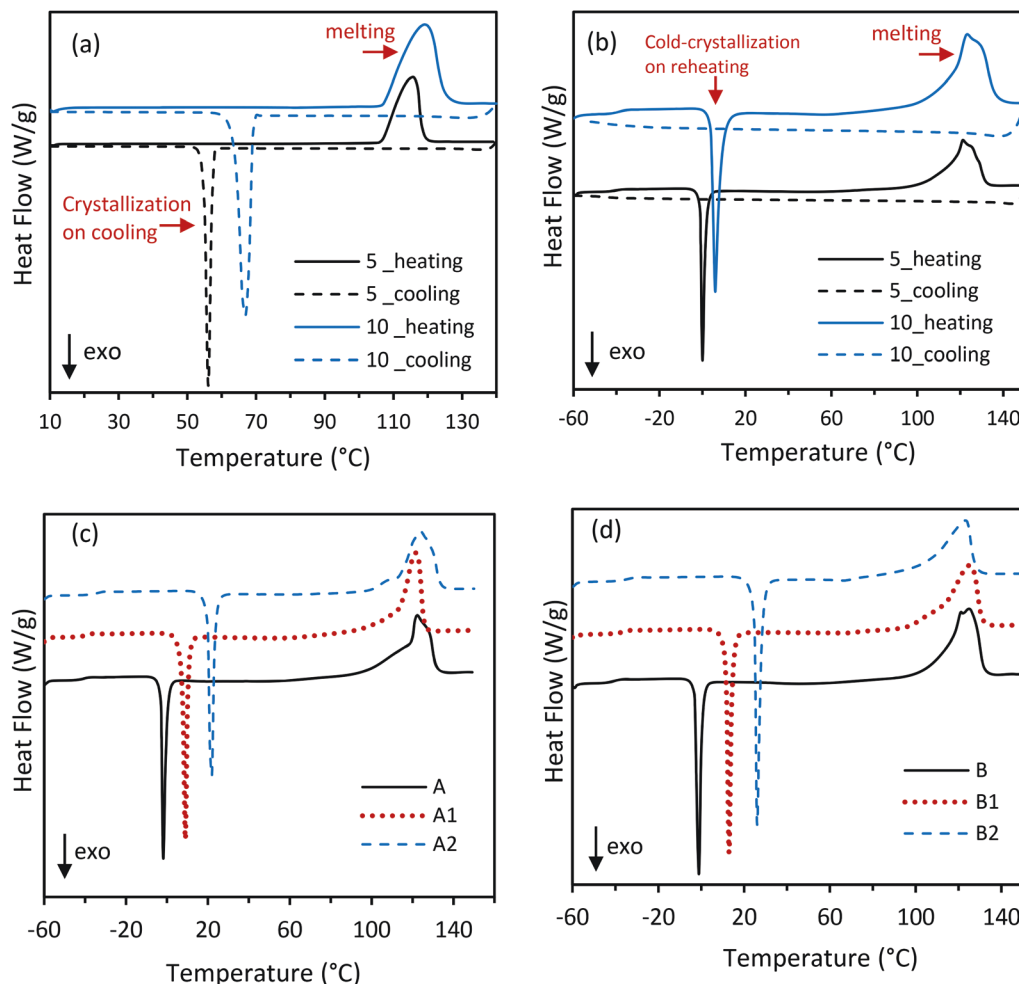 (a)
melting
Crystallization
on cooling
5 _heating
5 _cooling
10 _heating
10 _cooling
exo
Heat Flow (W/g)
10 30 50 70 90 110 130
Temperature (°C)
(b)
Cold-crystallization
on reheating
melting
5_heating
5_cooling
10_heating
10_cooling
exo
Heat Flow (W/g)
-60 -20 20 60 100 140
Temperature (°C)
(c)
A
A1
A2
exo
Heat Flow (W/g)
-60 -20 20 60 100 140
Temperature (°C)
(d)
B
B1
B2
exo
Heat Flow (W/g)
-60 -20 20 60 100 140
Temperature (°C)